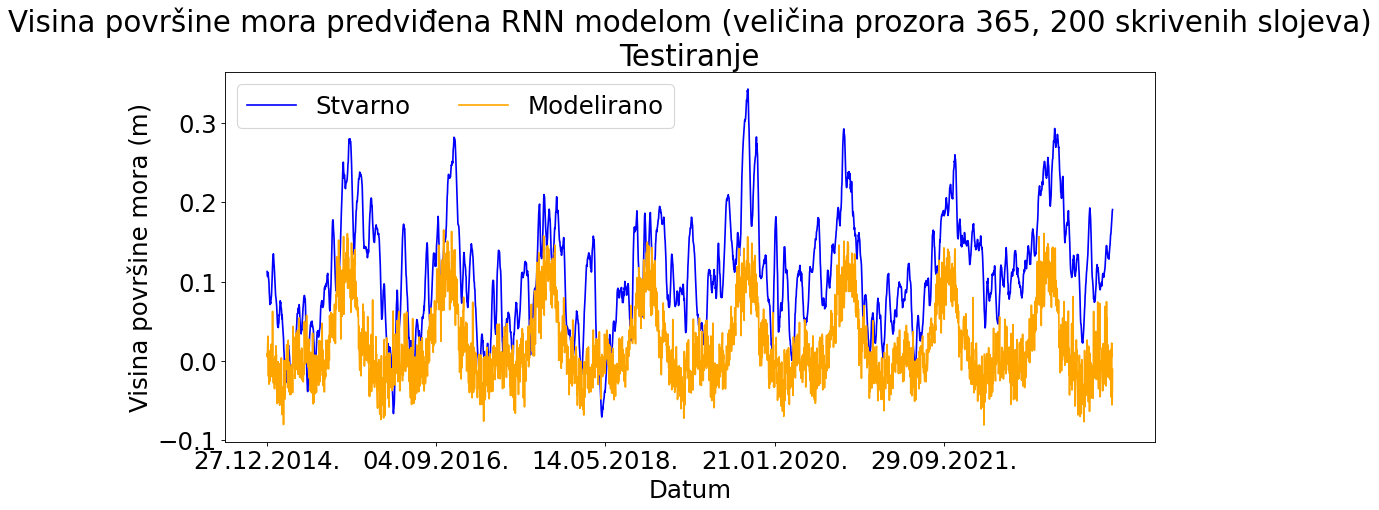 Visina površine mora predviđena RNN modelom (veličina prozora 365, 200 skrivenih slojeva)
Testiranje
Stvarno Modelirano
Visina površine mora (m)
0.3
0.2
0.1
0.0
−0.1
27.12.2014. 04.09.2016. 14.05.2018. 21.01.2020. 29.09.2021.
Datum